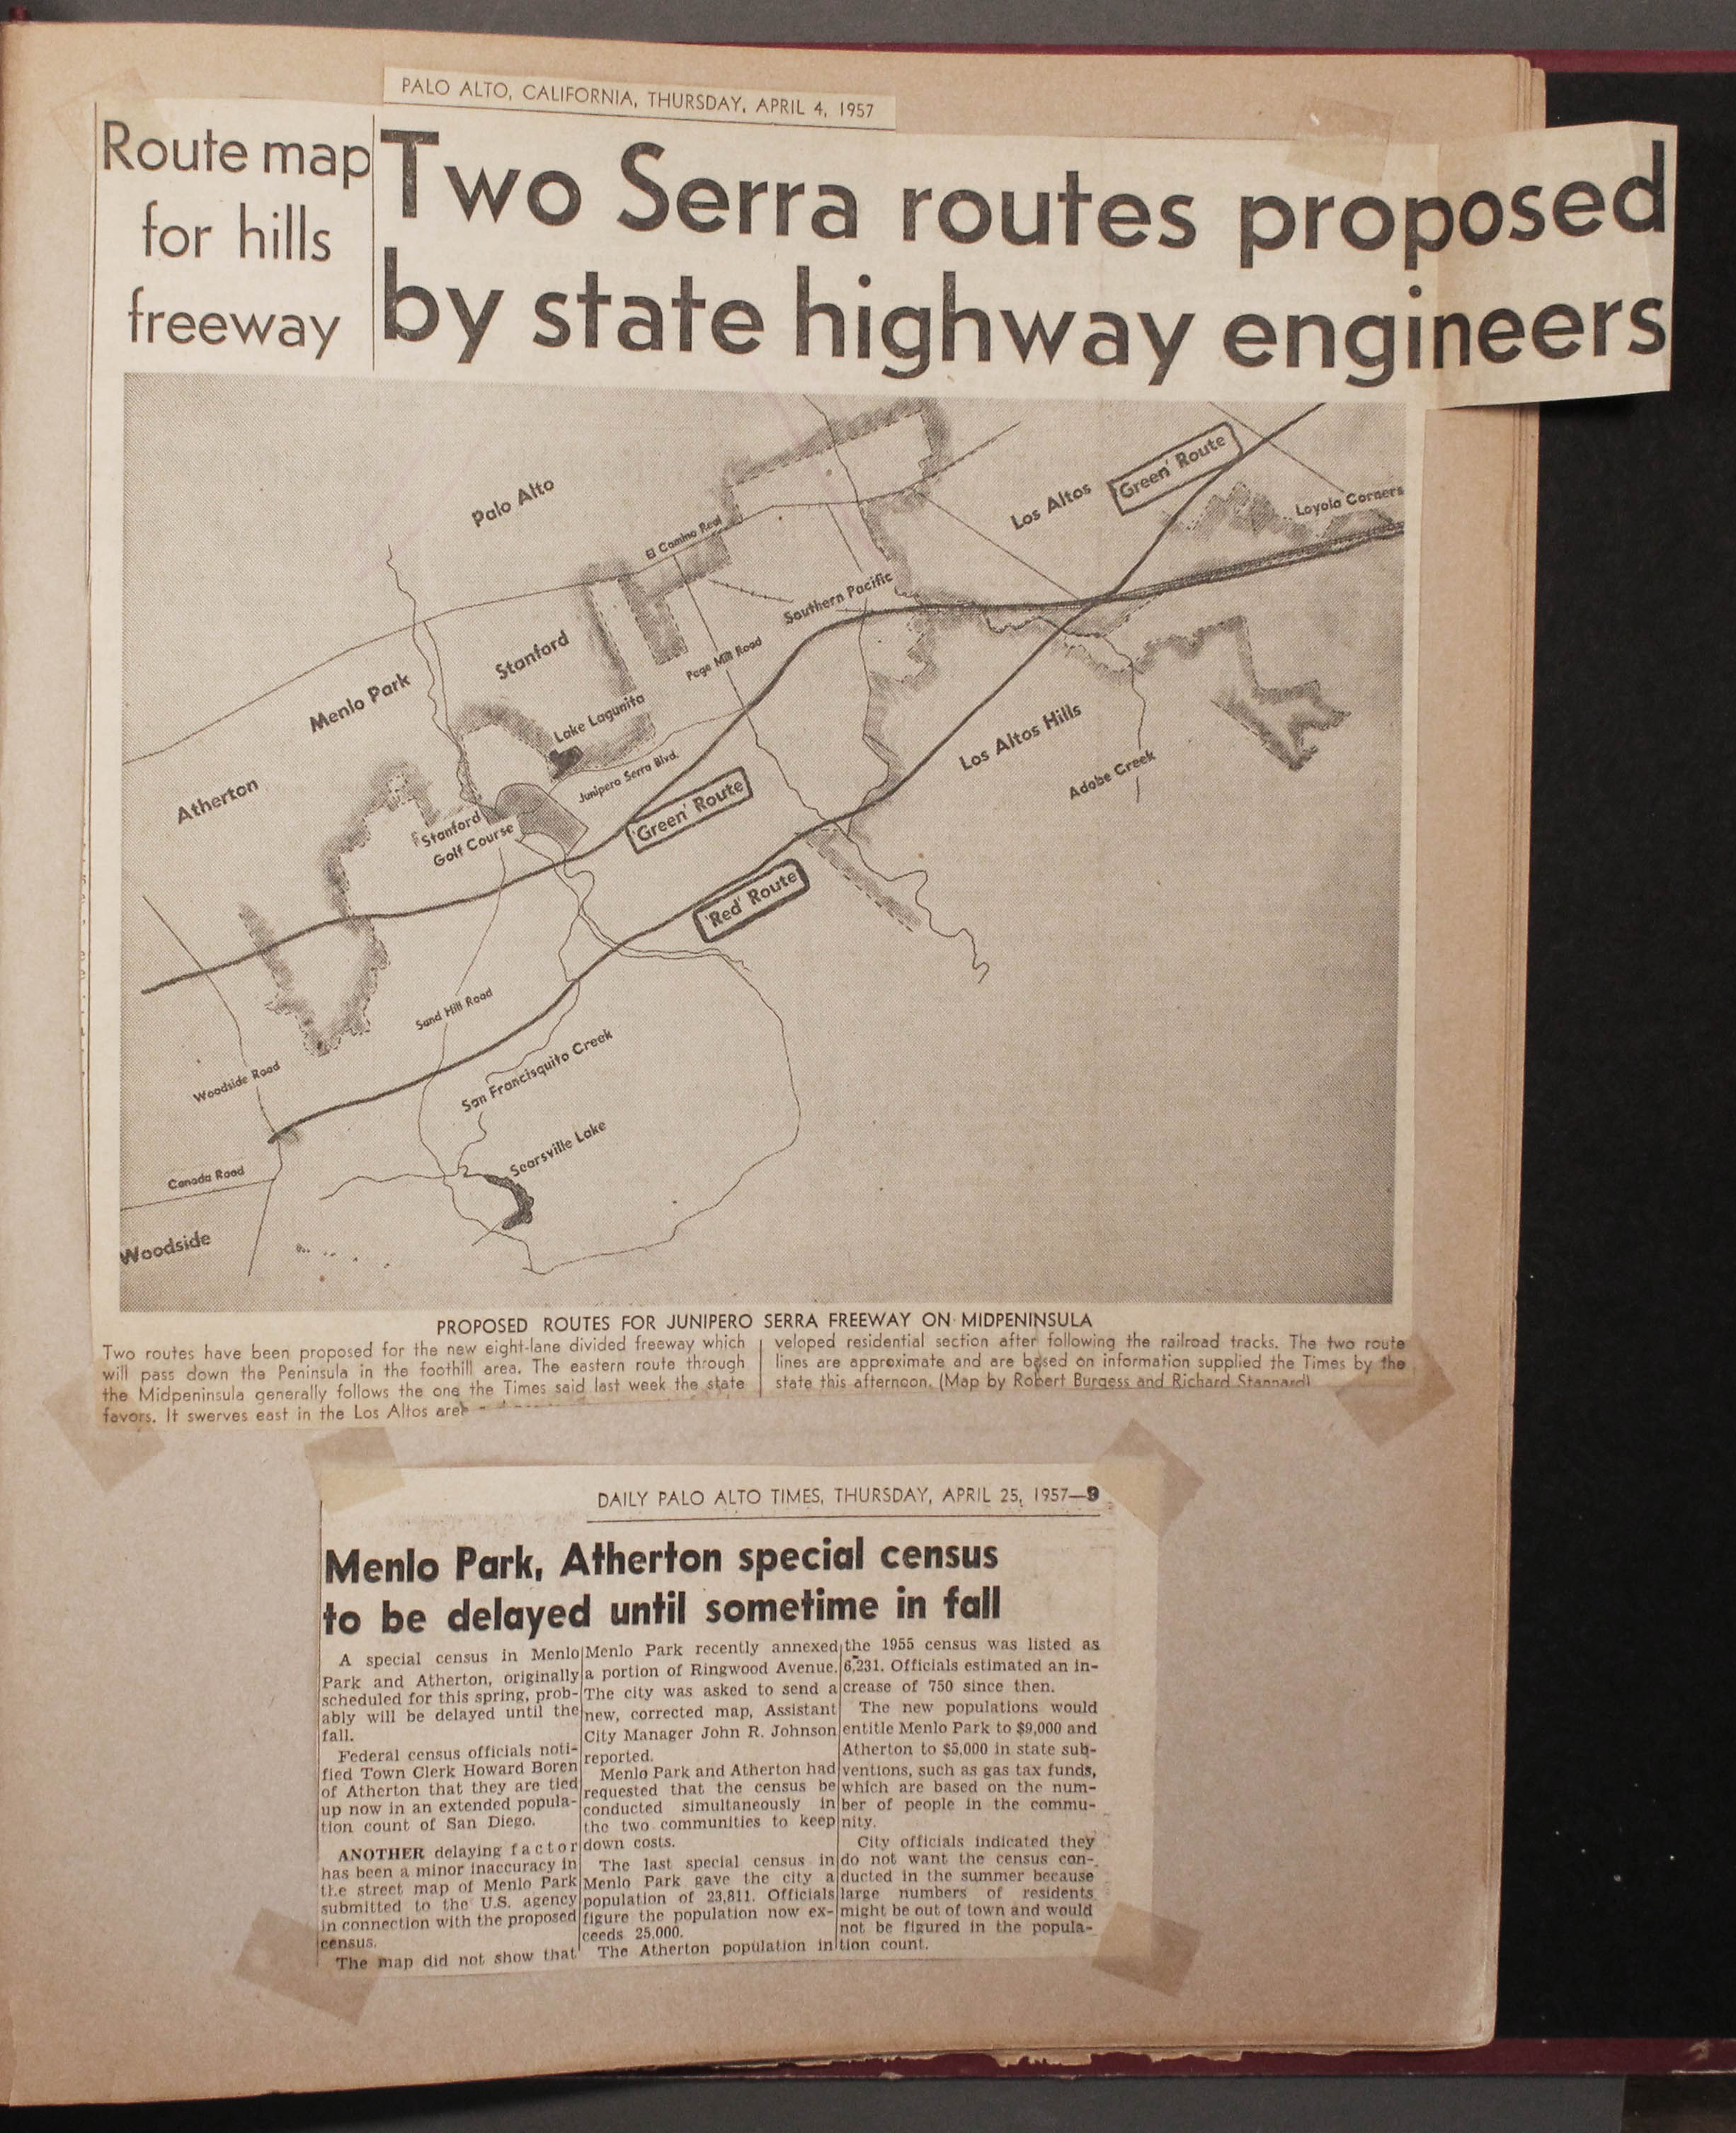 PALO ALTO, CALIFORNIA, THURSDAY, APRIL 4, 1957
Route map
for hills
freeway
Two Serra routes proposed
by state highway engineers
Palo Alto
El Camino Real
Los Altos
'Green' Route
Loyola Corners
Southern Pacific
Stanford
Page Mill Road
Menlo Park
Lake Lagunita
Los Altos Hills
Junipero Serra Blvd.
Adobe Creek
Atherton
'Green' Route
Stanford
Golf Course
'Red' Route
Sand Hill Road
Woodside Road
San Francisquito Creek
Searsville Lake
Canada Road
Woodside
PROPOSED ROUTES FOR JUNIPERO SERRA FREEWAY ON MIDPENINSULA
Two routes have been proposed for the new eight-lane divided freeway which
will pass down the Peninsula in the foothill area. The eastern route through
the Midpeninsula generally follows the one the Times said last week the state
favors. It swerves east in the Los Altos area
veloped residential section after following the railroad tracks. The two route
lines are approximate and are based on information supplied the Times by the
state this afternoon. (Map by Robert Burgess and Richard Stannard)
DAILY PALO ALTO TIMES, THURSDAY, APRIL 25, 1957—9
Menlo Park, Atherton special census
to be delayed until sometime in fall
A special census in Menlo
Park and Atherton, originally
scheduled for this spring, prob-
ably will be delayed until the
fall.
Federal census officials noti-
fied Town Clerk Howard Boren
of Atherton that they are tied
up now in an extended popula-
tion count of San Diego.
ANOTHER delaying factor
has been a minor inaccuracy in
the street map of Menlo Park
submitted to the U.S. agency
in connection with the proposed
census.
The map did not show that
Menlo Park recently annexed
a portion of Ringwood Avenue.
The city was asked to send a
new, corrected map, Assistant
City Manager John R. Johnson
reported.
Menlo Park and Atherton had
requested that the census be
conducted simultaneously in
the two communities to keep
down costs.
The last special census in
Menlo Park gave the city a
population of 23,811. Officials
figure the population now ex-
ceeds 25,000.
The Atherton population in
the 1955 census was listed as
6,231. Officials estimated an in-
crease of 750 since then.
The new populations would
entitle Menlo Park to $9,000 and
Atherton to $5,000 in state sub-
ventions, such as gas tax funds,
which are based on the num-
ber of people in the commu-
nity.
City officials indicated they
do not want the census con-
ducted in the summer because
large numbers of residents
might be out of town and would
not be figured in the popula-
tion count.